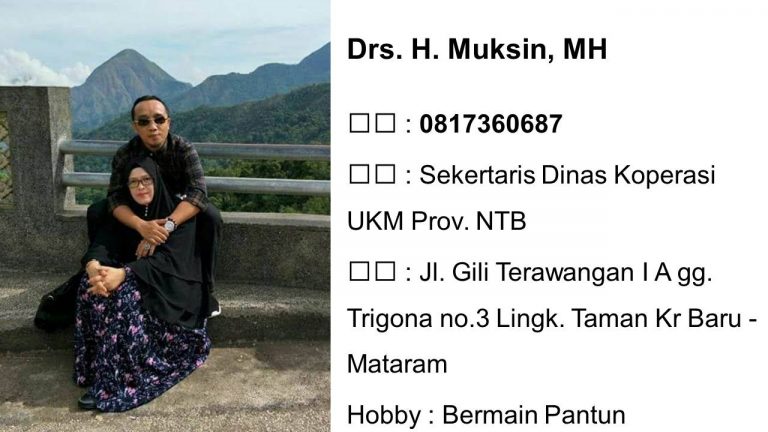 Drs. H. Muksin, MH
□□ : 0817360687
□□ : Sekertaris Dinas Koperasi
UKM Prov. NTB
□□ : Jl. Gili Terawangan I A gg.
Trigona no.3 Lingk. Taman Kr Baru -
Mataram
Hobby : Bermain Pantun